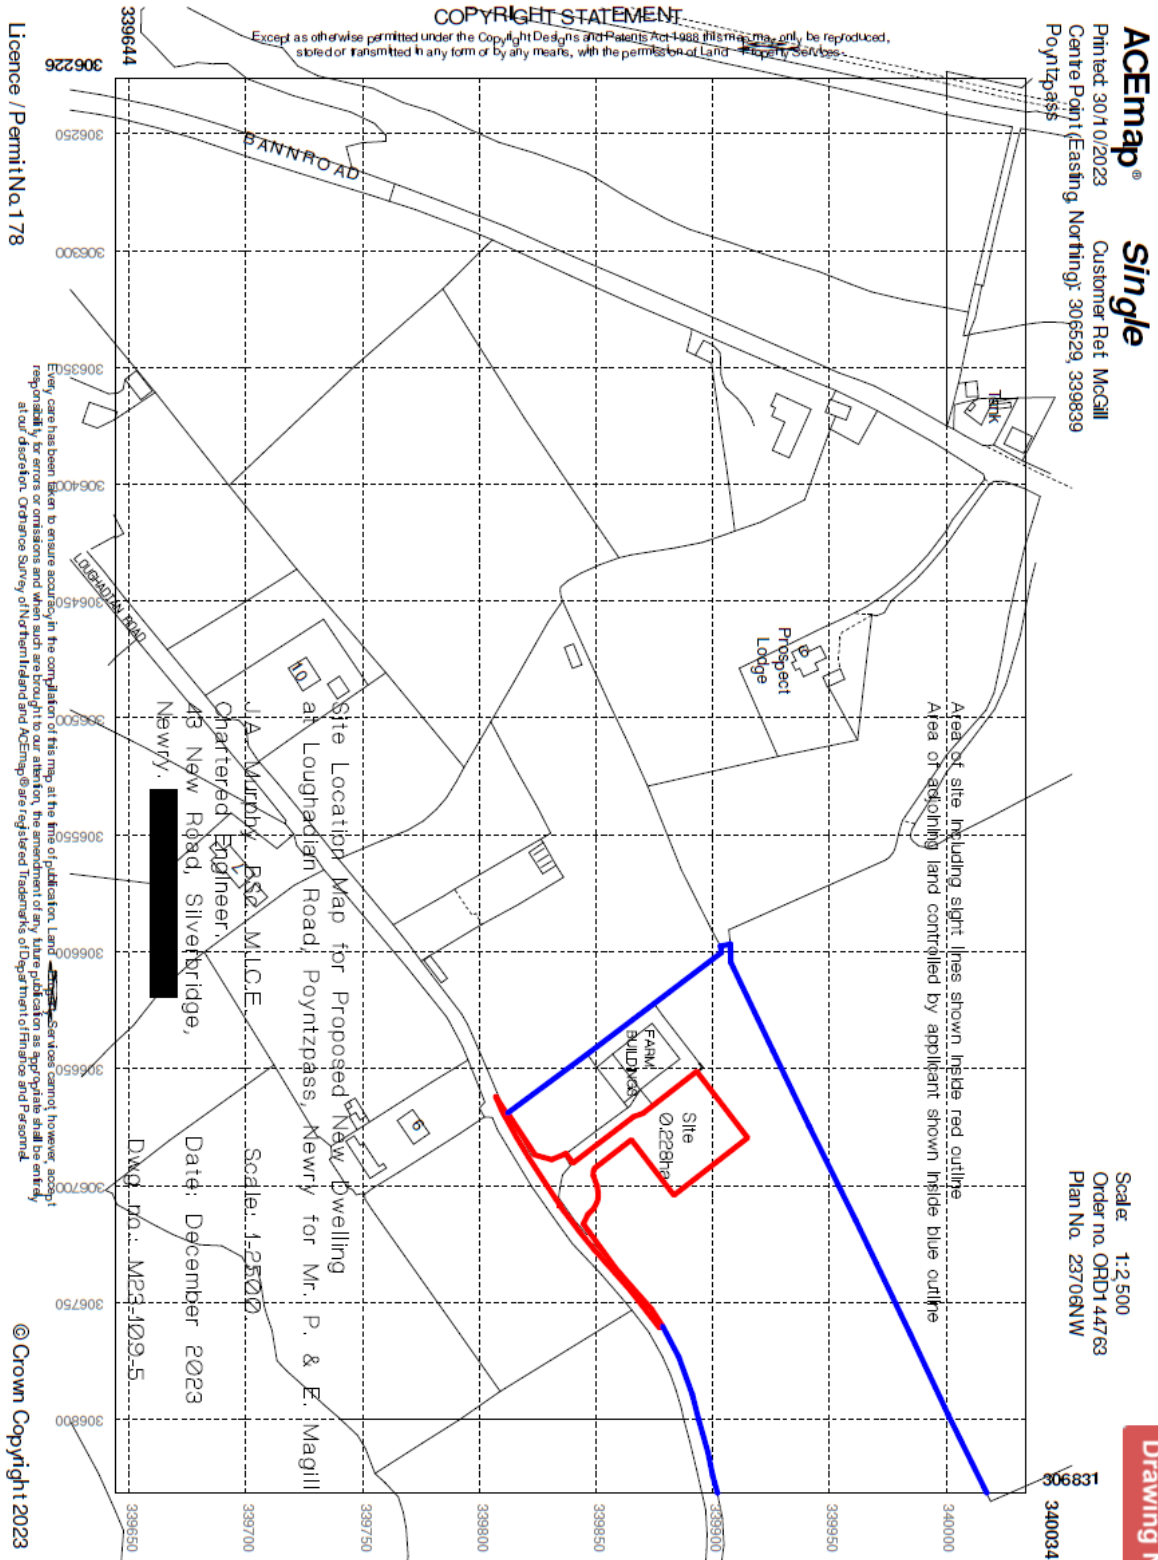 ACEmap® Single
Printed: 30/10/2023 Customer Ref. McGill
Centre Point (Easting, Northing): 306529, 339839
Poyntzpass
Scale: 1:2,500
Order no. ORD144763
Plan No. 23706NW
Drawing
COPYRIGHT STATEMENT
Except as otherwise permitted under the Copyright Designs and Patents Act 1988 this map may only be reproduced,
stored or transmitted in any form or by any means, with the permission of Land Property Services.
306831
340034
339644
306226
306250
306300
306350
306400
306450
306500
306550
306600
306650
306700
306750
306800
339650
339700
339750
339800
339850
339900
339950
340000
Area of site including sight lines shown inside red outline
Area of adjoining land controlled by applicant shown inside blue outline
Tank
Prospect
Lodge
8
BANN ROAD
LOUGHADIAN ROAD
10
7
6
FARM
BUILDINGS
Site
0.228ha
Site Location Map for Proposed New Dwelling
at Loughadian Road, Poyntzpass, Newry for Mr. P. & E. Magill
J.A. Murphy BSc M.I.C.E. Scale: 1-2500
Chartered Engineer,
43 New Road, Silverbridge, Date: December 2023
Newry.
Dwg no.: M23-109-5
Every care has been taken to ensure accuracy in the compilation of this map at the time of publication. Land Services cannot, however, accept
responsibility for errors or omissions and when such are brought to our attention, the amendment of any future publication as appropriate shall be entirely
at our discretion. Ordnance Survey of Northern Ireland and ACEmap® are registered Trademarks of Department of Finance and Personnel.
Licence / Permit No. 178
© Crown Copyright 2023